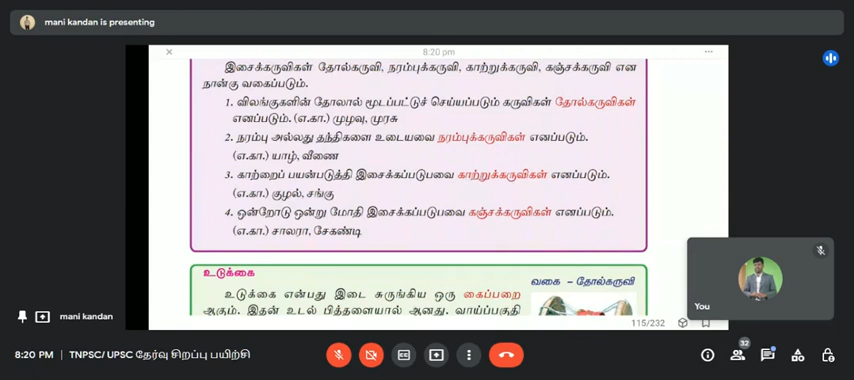 mani kandan is presenting
8:20 pm
இசைக்கருவிகள் தோல்கருவி, நரம்புக்கருவி, காற்றுக்கருவி, கஞ்சக்கருவி என
நான்கு வகைப்படும்.
1. விலங்குகளின் தோலால் மூடப்பட்டுச் செய்யப்படும் கருவிகள் தோல்கருவிகள்
எனப்படும். (எ.கா.) முழவு, முரசு
2. நரம்பு அல்லது தந்திகளை உடையவை நரம்புக்கருவிகள் எனப்படும்.
(எ.கா.) யாழ், வீணை
3. காற்றைப் பயன்படுத்தி இசைக்கப்படுபவை காற்றுக்கருவிகள் எனப்படும்.
(எ.கா.) குழல், சங்கு
4. ஒன்றோடு ஒன்று மோதி இசைக்கப்படுபவை கஞ்சக்கருவிகள் எனப்படும்.
(எ.கா.) சாலரா, சேகண்டி
உடுக்கை
வகை – தோல்கருவி
உடுக்கை என்பது இடை சுருங்கிய ஒரு கைப்பறை
ஆகும். இதன் உடல் பித்தளையால் ஆனது. வாய்ப்பகுதி
115/232
You
mani kandan
8:20 PM | TNPSC/ UPSC தேர்வு சிறப்பு பயிற்சி
32